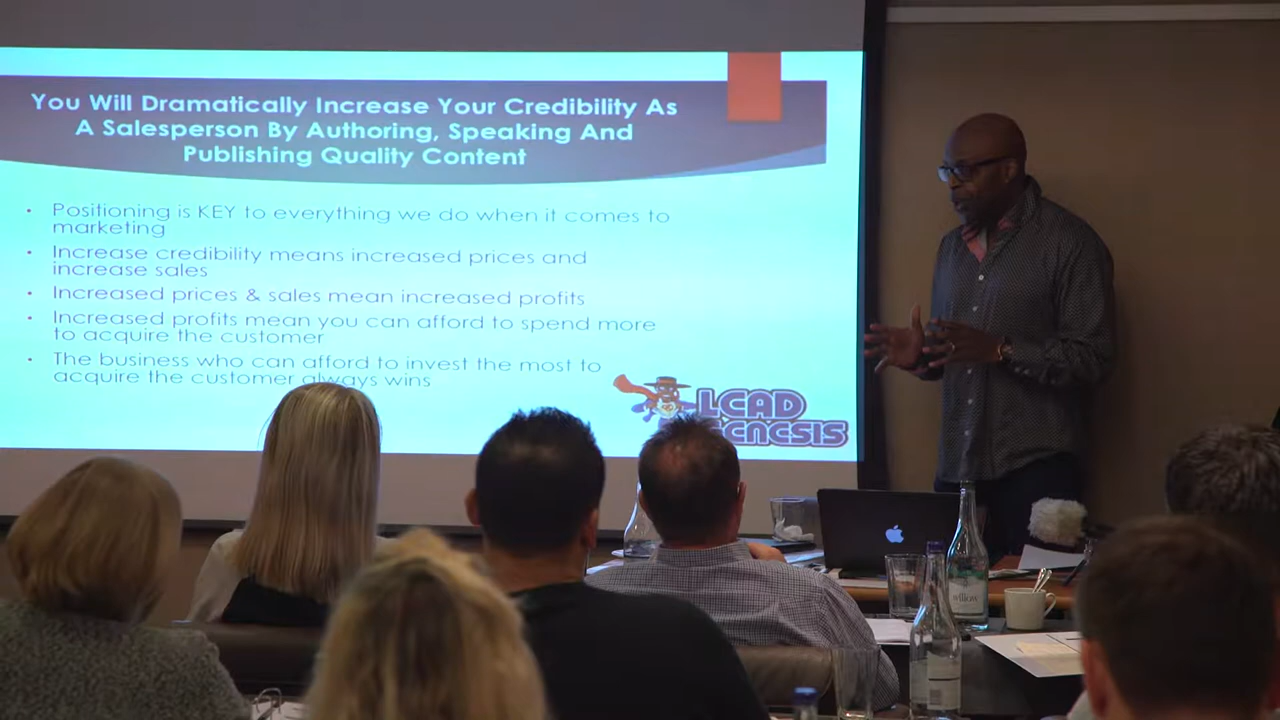 You Will Dramatically Increase Your Credibility As
A Salesperson By Authoring, Speaking And
Publishing Quality Content
• Positioning is KEY to everything we do when it comes to
marketing
• Increase credibility means increased prices and
increase sales
• Increased prices & sales mean increased profits
• Increased profits mean you can afford to spend more
to acquire the customer
• The business who can afford to invest the most to
acquire the customer always wins
LEAD
GENESIS